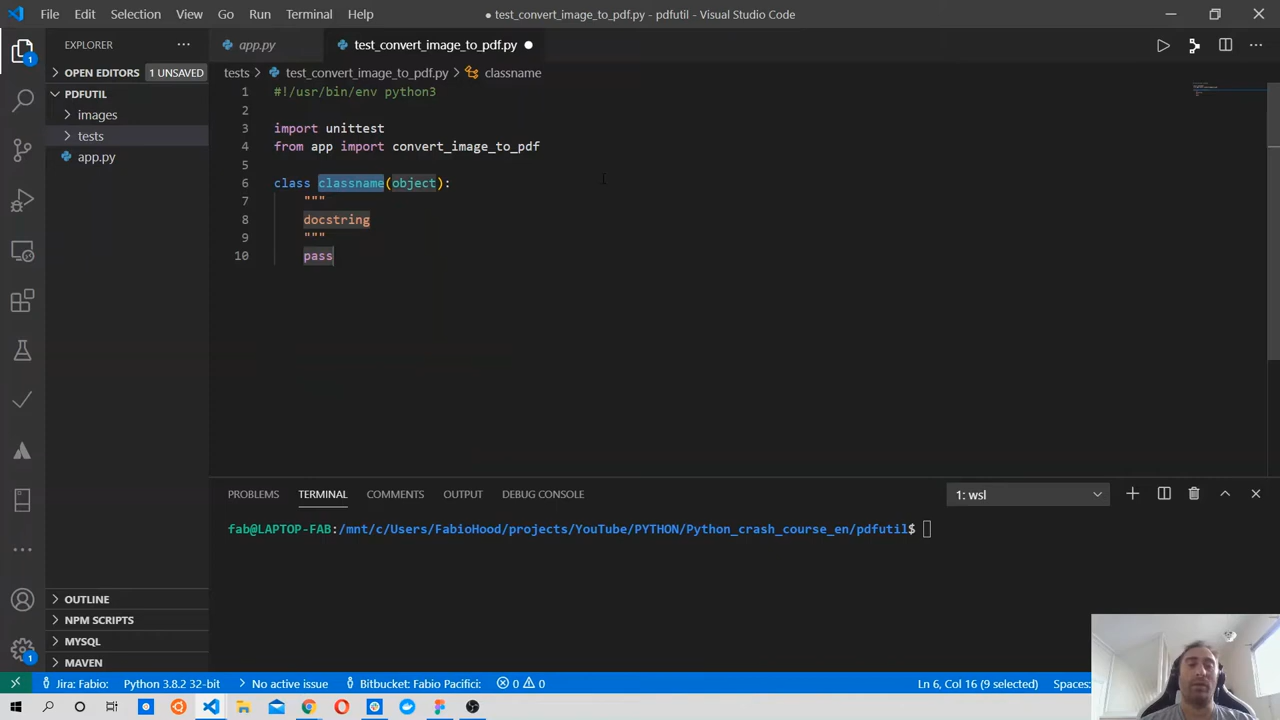 File Edit Selection View Go Run Terminal Help
● test_convert_image_to_pdf.py - pdfutil - Visual Studio Code
EXPLORER
app.py
test_convert_image_to_pdf.py
OPEN EDITORS 1 UNSAVED
tests > test_convert_image_to_pdf.py > classname
PDFUTIL
images
tests
app.py
1 #!/usr/bin/env python3
2
3 import unittest
4 from app import convert_image_to_pdf
5
6 class classname(object):
7 """
8 docstring
9 """
10 pass
PROBLEMS TERMINAL COMMENTS OUTPUT DEBUG CONSOLE
1: wsl
fab@LAPTOP-FAB:/mnt/c/Users/FabioHood/projects/YouTube/PYTHON/Python_crash_course_en/pdfutil$
OUTLINE
NPM SCRIPTS
MYSQL
MAVEN
1
1
Jira: Fabio: Python 3.8.2 32-bit No active issue Bitbucket: Fabio Pacifici: 0 0 Ln 6, Col 16 (9 selected) Spaces: